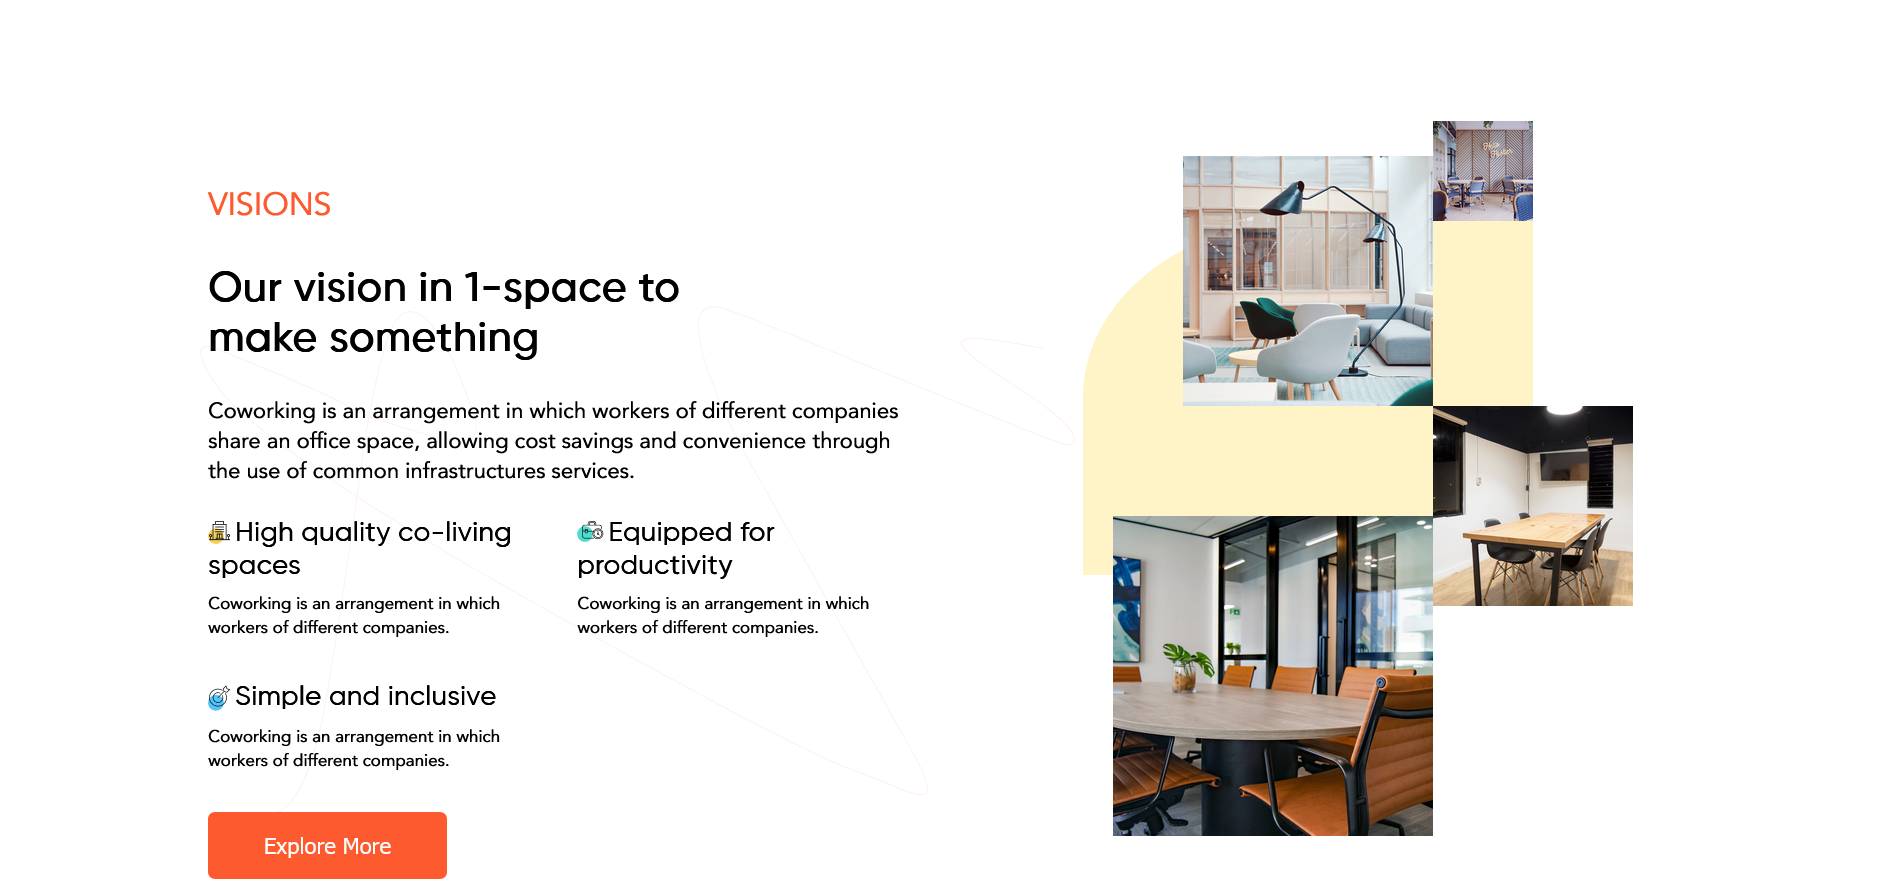 VISIONS
Our vision in 1-space to
make something
Coworking is an arrangement in which workers of different companies
share an office space, allowing cost savings and convenience through
the use of common infrastructures services.
High quality co-living
spaces
Coworking is an arrangement in which
workers of different companies.
Equipped for
productivity
Coworking is an arrangement in which
workers of different companies.
Simple and inclusive
Coworking is an arrangement in which
workers of different companies.
Explore More